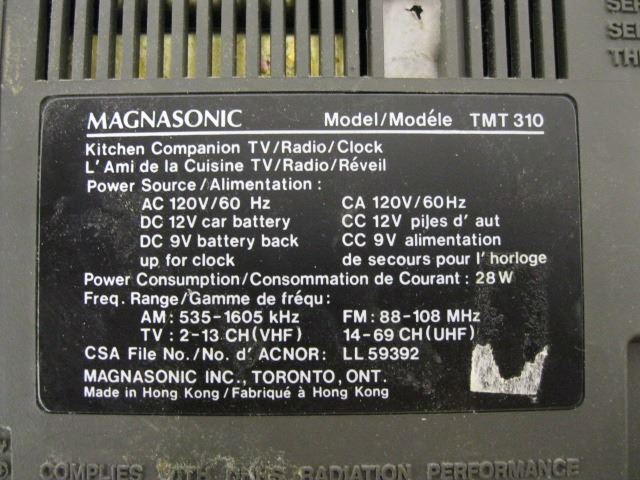 SER
SER
TH
MAGNASONIC Model/Modéle TMT 310
Kitchen Companion TV/Radio/Clock
L' Ami de la Cuisine TV/Radio/Réveil
Power Source/Alimentation :
AC 120V/60 Hz CA 120V/60Hz
DC 12V car battery CC 12V piles d' aut
DC 9V battery back CC 9V alimentation
up for clock de secours pour l' horloge
Power Consumption/Consommation de Courant : 28W
Freq. Range/Gamme de fréqu:
AM: 535-1605 kHz FM: 88-108 MHz
TV : 2-13 CH(VHF) 14-69 CH(UHF)
CSA File No./No. d' ACNOR: LL 59392
MAGNASONIC INC., TORONTO, ONT.
Made in Hong Kong/Fabriqué à Hong Kong
COMPLIES WITH RADIATION PERFORMANCE